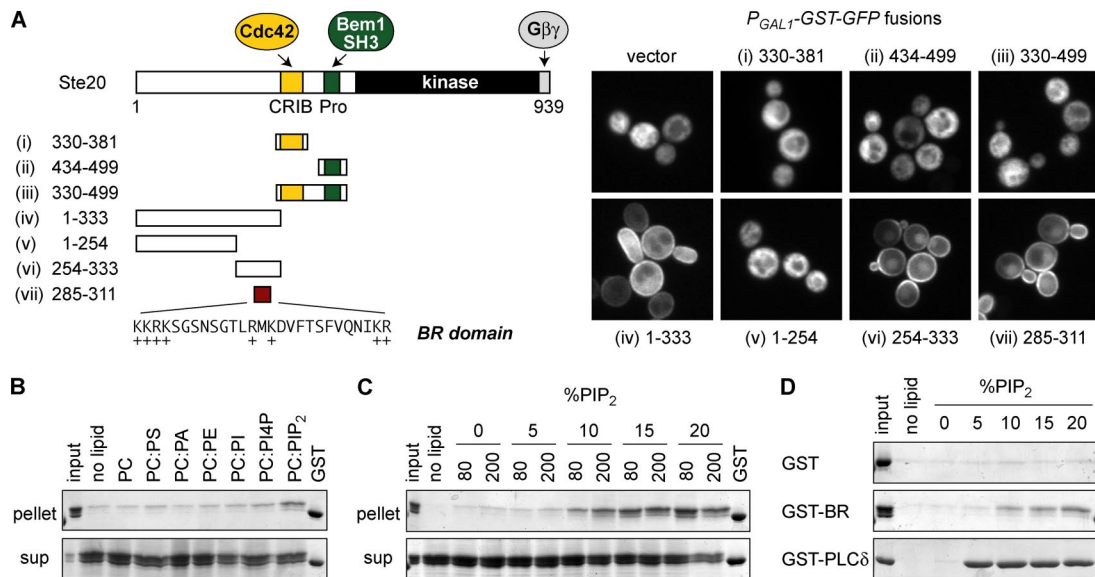 A
Cdc42
Bem1
SH3
Gβγ
Ste20
kinase
1
CRIB
Pro
939
(i) 330-381
(ii) 434-499
(iii) 330-499
(iv) 1-333
(v) 1-254
(vi) 254-333
(vii) 285-311
KKRKSGSNSGTLRMKDVFTSFVQNIKR
++++ + + ++
BR domain
PGAL1-GST-GFP fusions
vector
(i) 330-381
(ii) 434-499
(iii) 330-499
(iv) 1-333
(v) 1-254
(vi) 254-333
(vii) 285-311
B
input
no lipid
PC
PC:PS
PC:PA
PC:PE
PC:PI
PC:PI4P
PC:PIP2
GST
pellet
sup
C
%PIP2
0 5 10 15 20
input
no lipid
80 200 80 200 80 200 80 200 80 200
GST
pellet
sup
D
%PIP2
input
no lipid
0 5 10 15 20
GST
GST-BR
GST-PLCδ